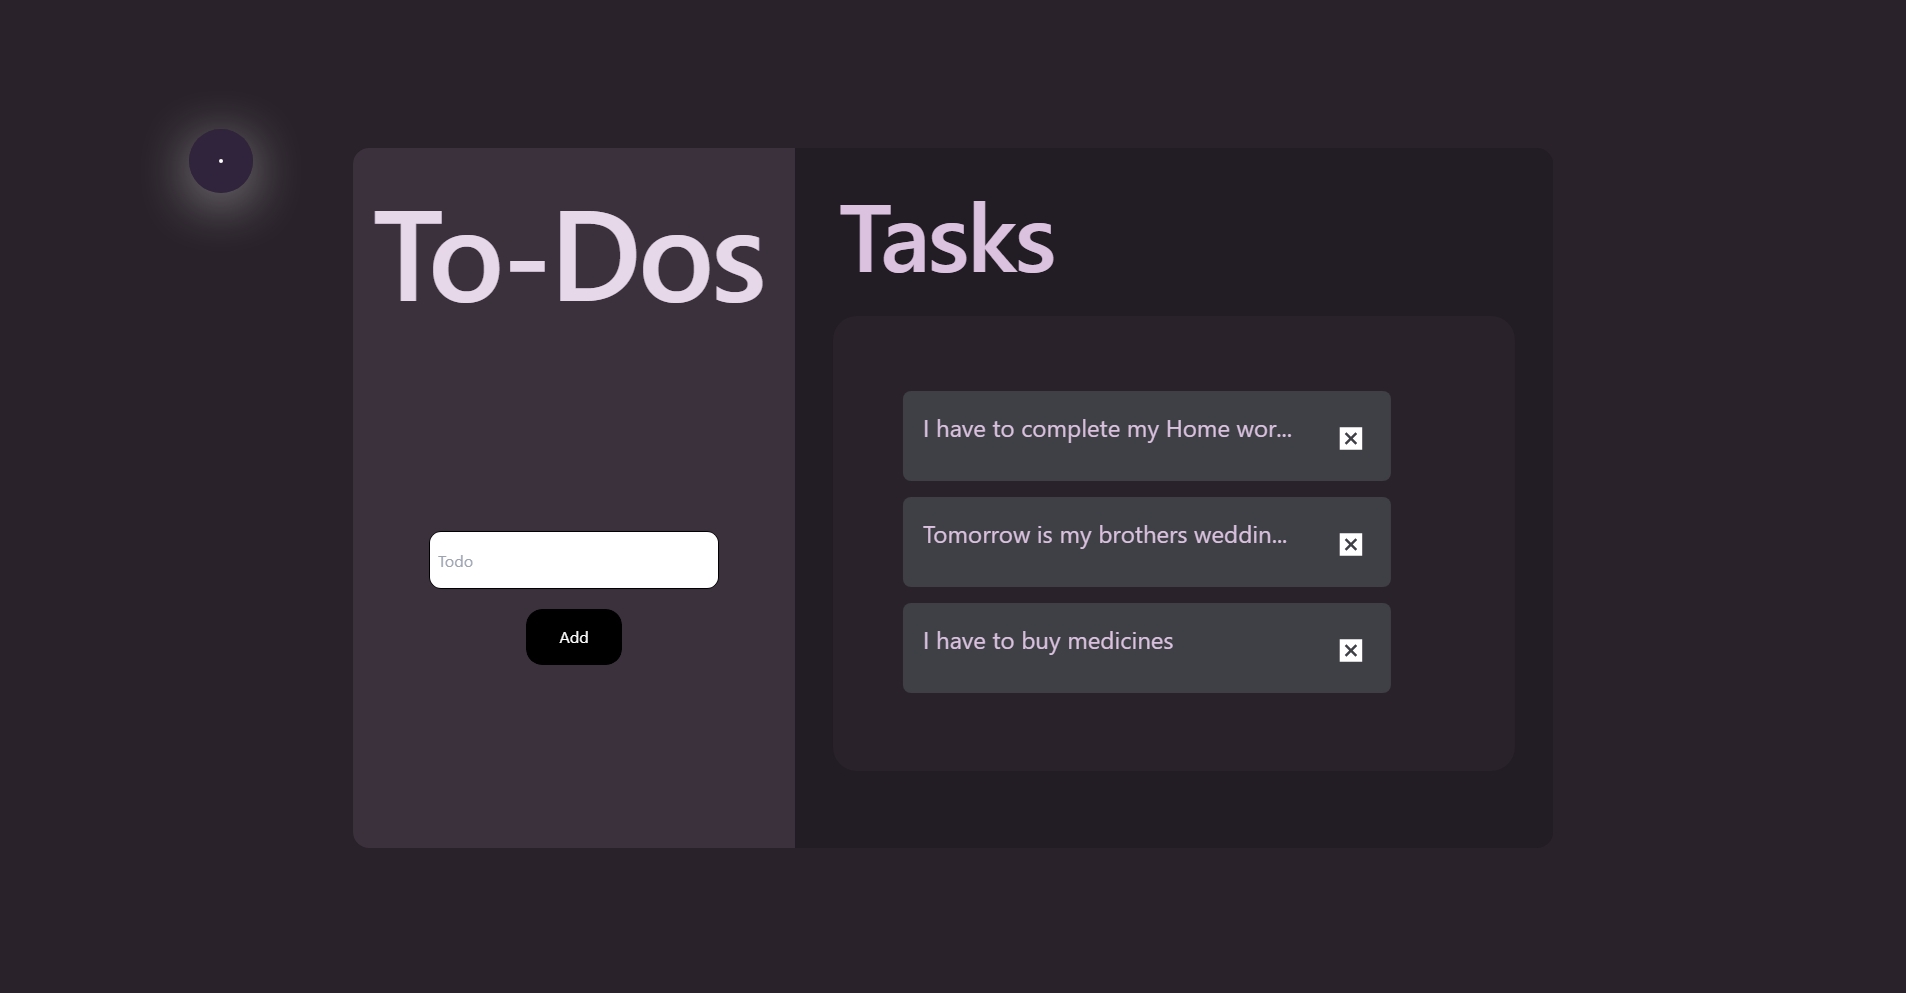 To-Dos
Todo
Add
Tasks
I have to complete my Home wor...
Tomorrow is my brothers weddin...
I have to buy medicines